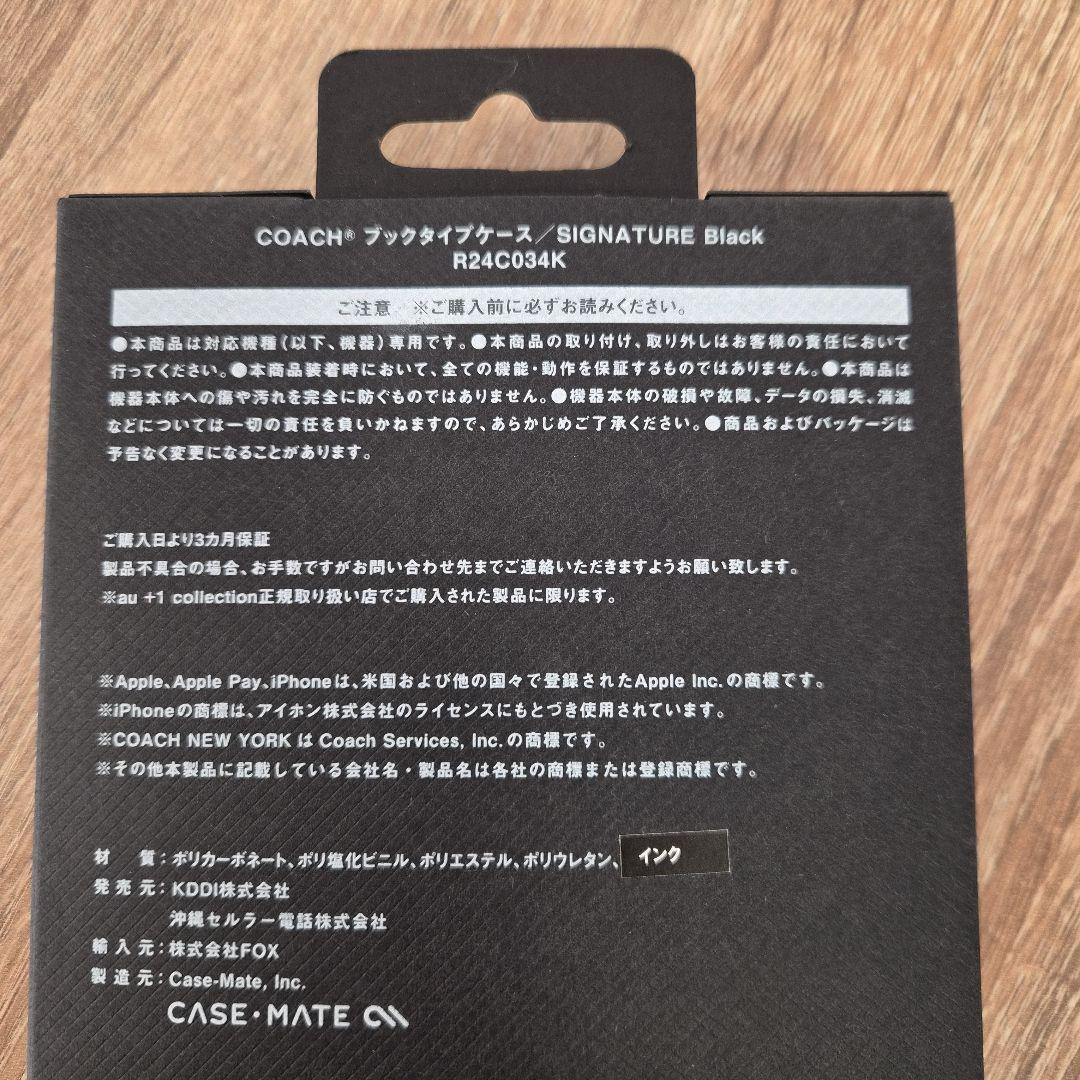 COACH® ブックタイプケース／SIGNATURE Black
R24C034K
ご注意　※ご購入前に必ずお読みください。
●本商品は対応機種(以下、機器)専用です。●本商品の取り付け、取り外しはお客様の責任において
行ってください。●本商品装着時において、全ての機能・動作を保証するものではありません。●本商品は
機器本体への傷や汚れを完全に防ぐものではありません。●機器本体の破損や故障、データの損失、消滅
などについては一切の責任を負いかねますので、あらかじめご了承ください。●商品およびパッケージは
予告なく変更になることがあります。
ご購入日より3カ月保証
製品不具合の場合、お手数ですがお問い合わせ先までご連絡いただきますようお願い致します。
※au +1 collection正規取り扱い店でご購入された製品に限ります。
※Apple、Apple Pay、iPhoneは、米国および他の国々で登録されたApple Inc.の商標です。
※iPhoneの商標は、アイホン株式会社のライセンスにもとづき使用されています。
※COACH NEW YORK は Coach Services, Inc.の商標です。
※その他本製品に記載している会社名・製品名は各社の商標または登録商標です。
材　質：ポリカーボネート、ポリ塩化ビニル、ポリエステル、ポリウレタン、インク
発売元：KDDI株式会社
沖縄セルラー電話株式会社
輸入元：株式会社FOX
製造元：Case-Mate, Inc.
CASE·MATE